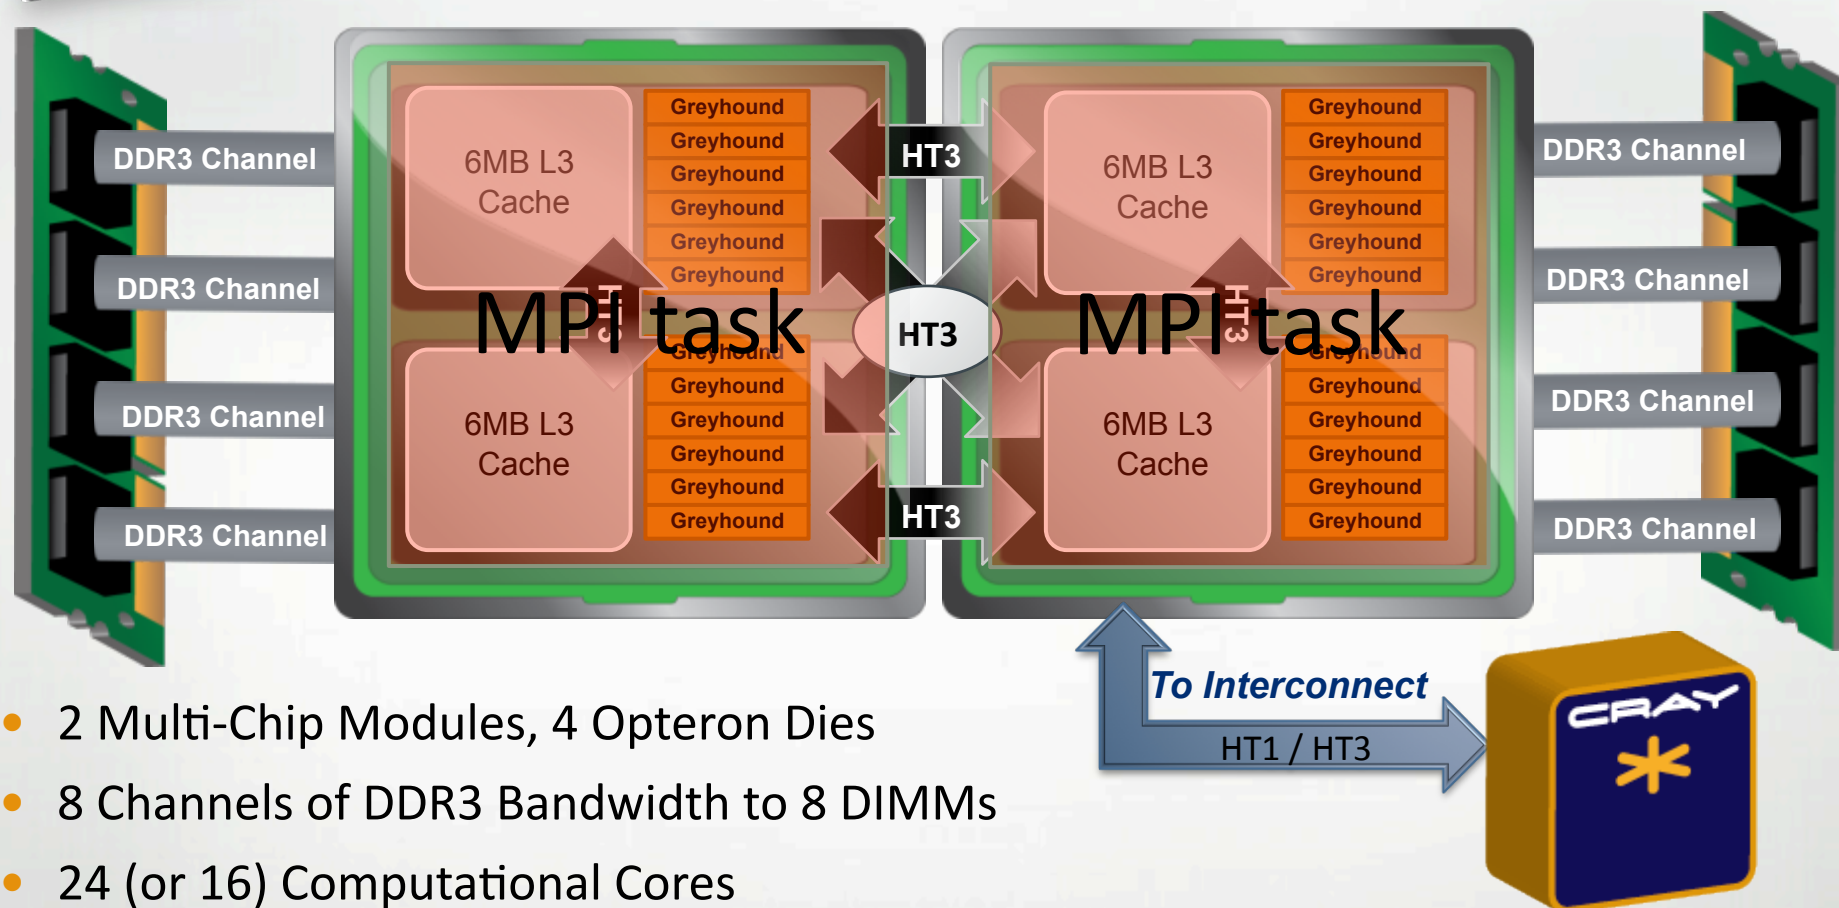 DDR3 Channel
DDR3 Channel
DDR3 Channel
DDR3 Channel
6MB L3
Cache
Greyhound
Greyhound
Greyhound
Greyhound
Greyhound
Greyhound
HT3
MPI task
6MB L3
Cache
Greyhound
Greyhound
Greyhound
Greyhound
Greyhound
Greyhound
HT3
HT3
HT3
6MB L3
Cache
Greyhound
Greyhound
Greyhound
Greyhound
Greyhound
Greyhound
HT3
MPI task
6MB L3
Cache
Greyhound
Greyhound
Greyhound
Greyhound
Greyhound
Greyhound
DDR3 Channel
DDR3 Channel
DDR3 Channel
DDR3 Channel
To Interconnect
HT1 / HT3
CRAY
• 2 Multi-Chip Modules, 4 Opteron Dies
• 8 Channels of DDR3 Bandwidth to 8 DIMMs
• 24 (or 16) Computational Cores